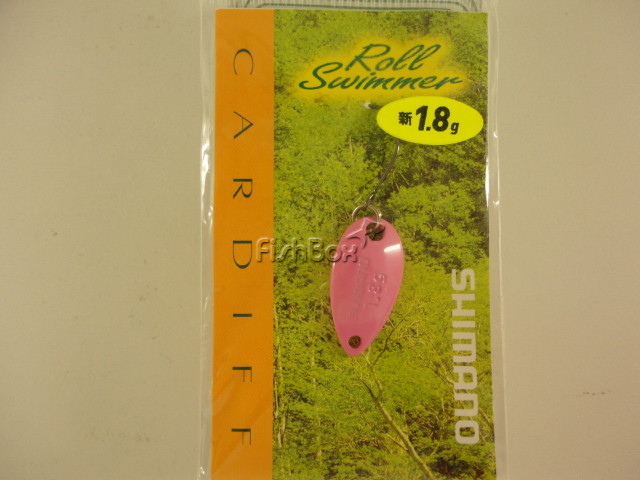 CARDIFF
Roll
Swimmer
新1.8g
FishBox
SHIMANO